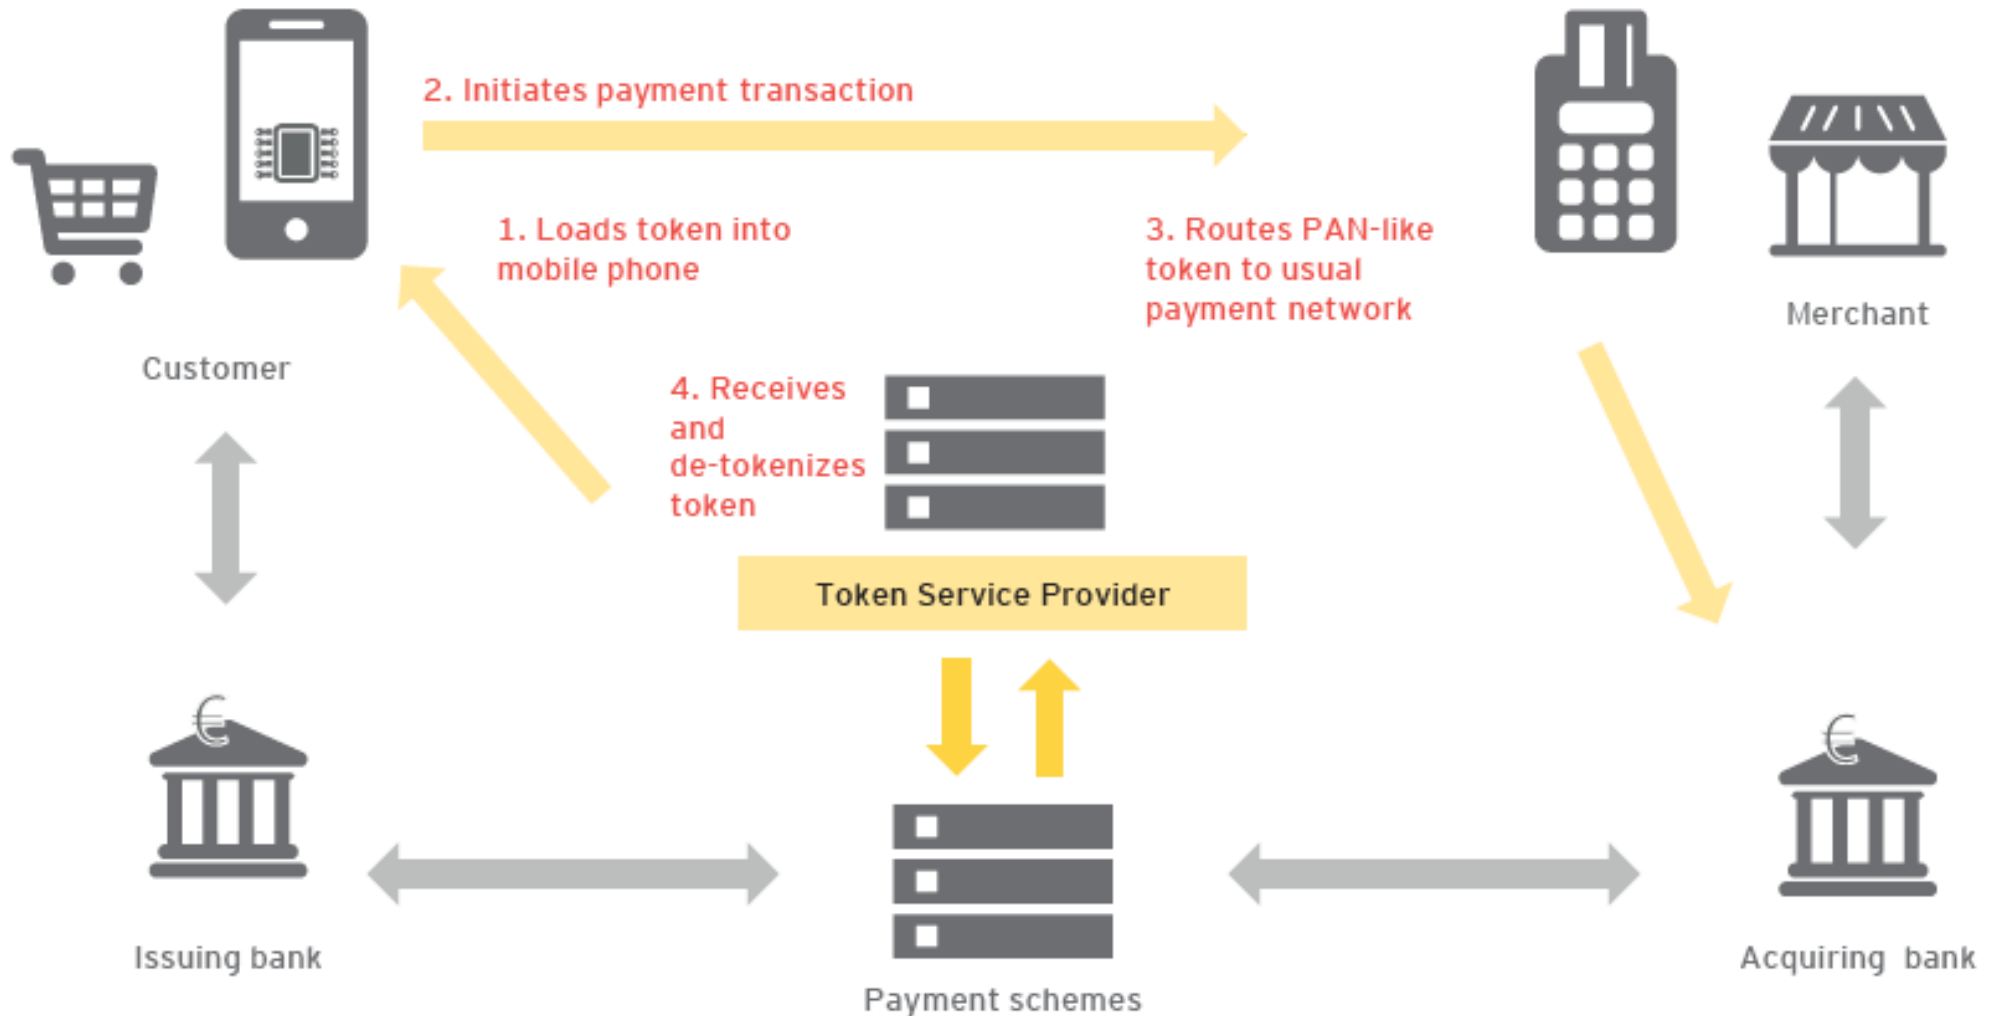 2. Initiates payment transaction
1. Loads token into
mobile phone
3. Routes PAN-like
token to usual
payment network
Merchant
Customer
4. Receives
and
de-tokenizes
token
Token Service Provider
€
€
Issuing bank
Acquiring bank
Payment schemes